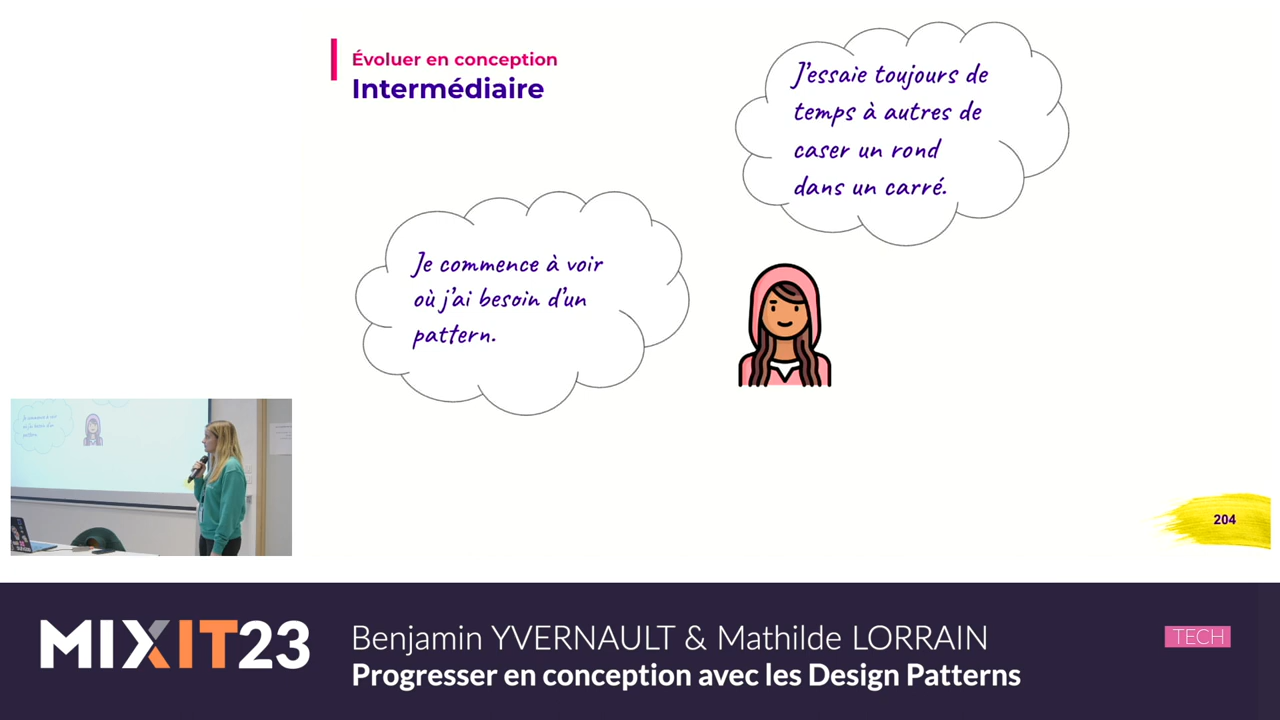 Évoluer en conception
Intermédiaire
J'essaie toujours de
temps à autres de
caser un rond
dans un carré.
Je commence à voir
où j'ai besoin d'un
pattern.
204
MIXIT23
Benjamin YVERNAULT & Mathilde LORRAIN
TECH
Progresser en conception avec les Design Patterns